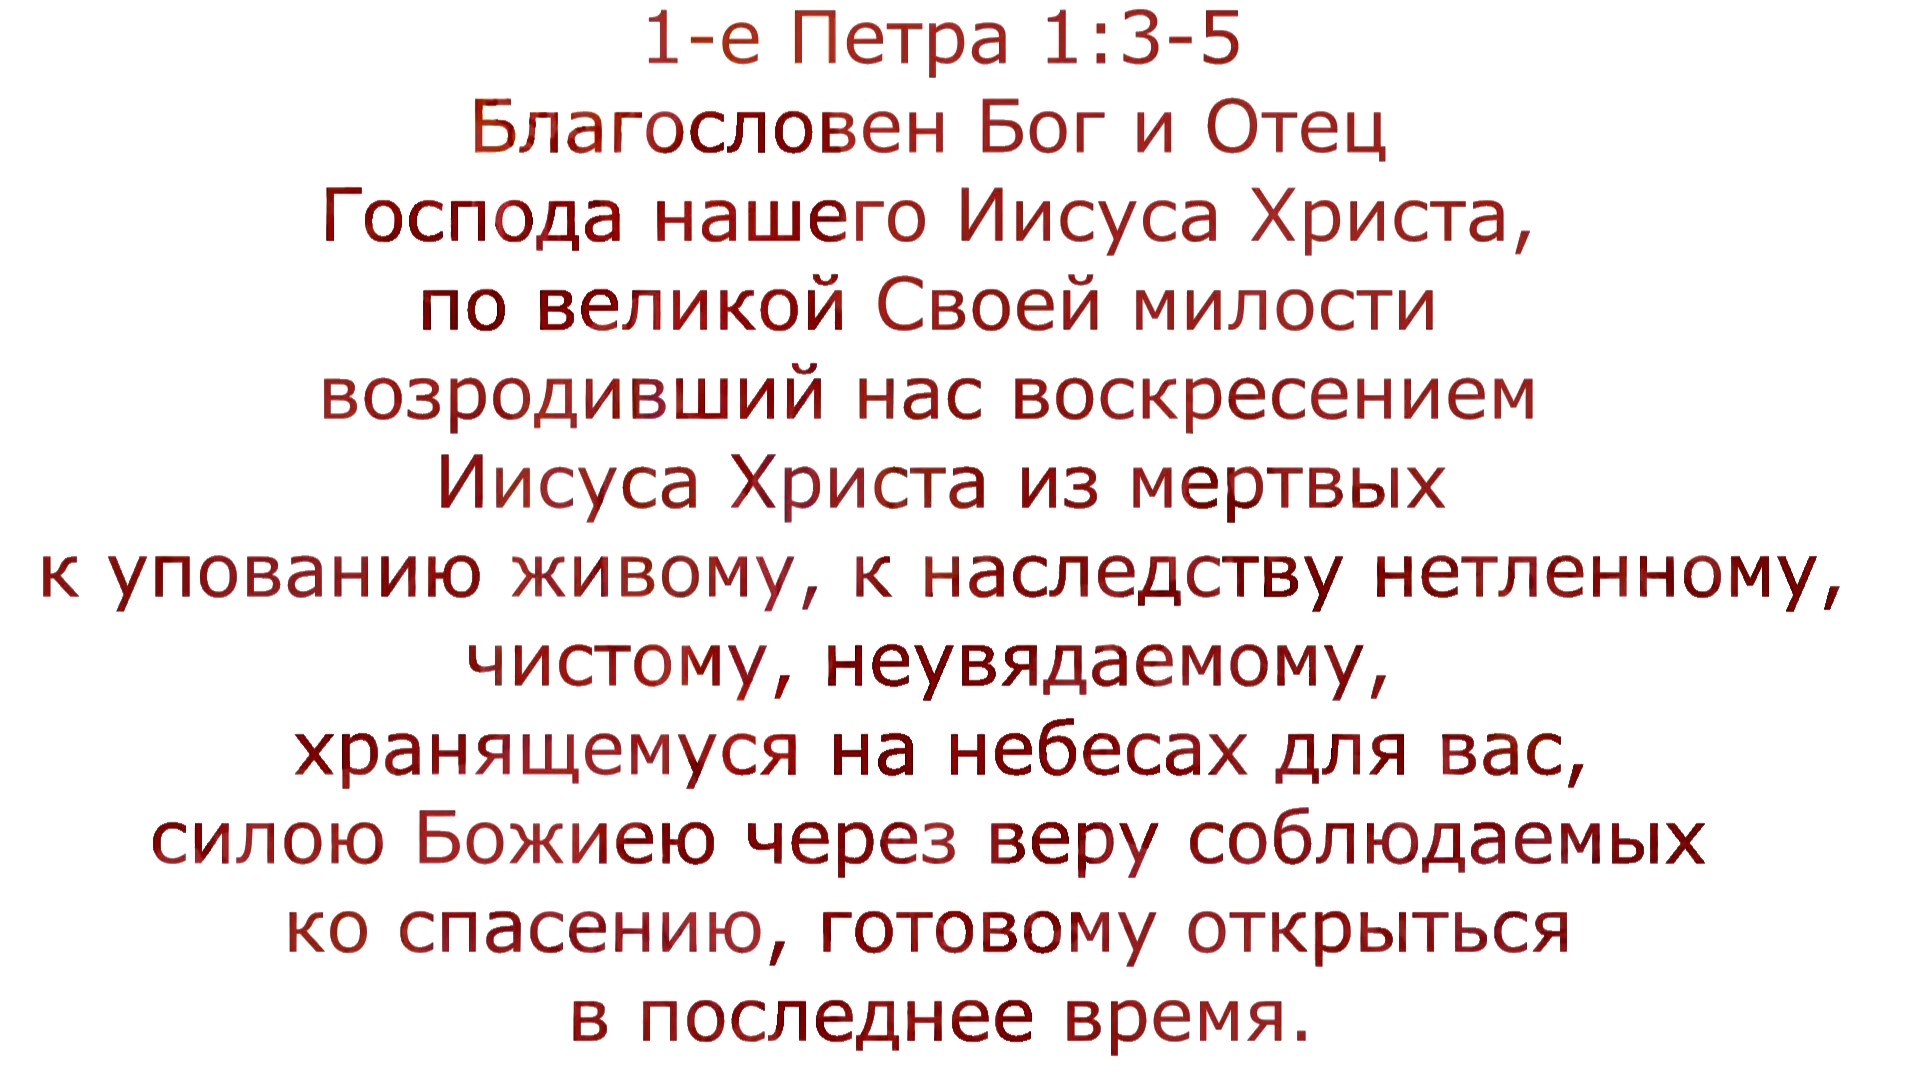 1-е Петра 1:3-5
Благословен Бог и Отец
Господа нашего Иисуса Христа,
по великой Своей милости
возродивший нас воскресением
Иисуса Христа из мертвых
к упованию живому, к наследству нетленному,
чистому, неувядаемому,
хранящемуся на небесах для вас,
силою Божиею через веру соблюдаемых
ко спасению, готовому открыться
в последнее время.